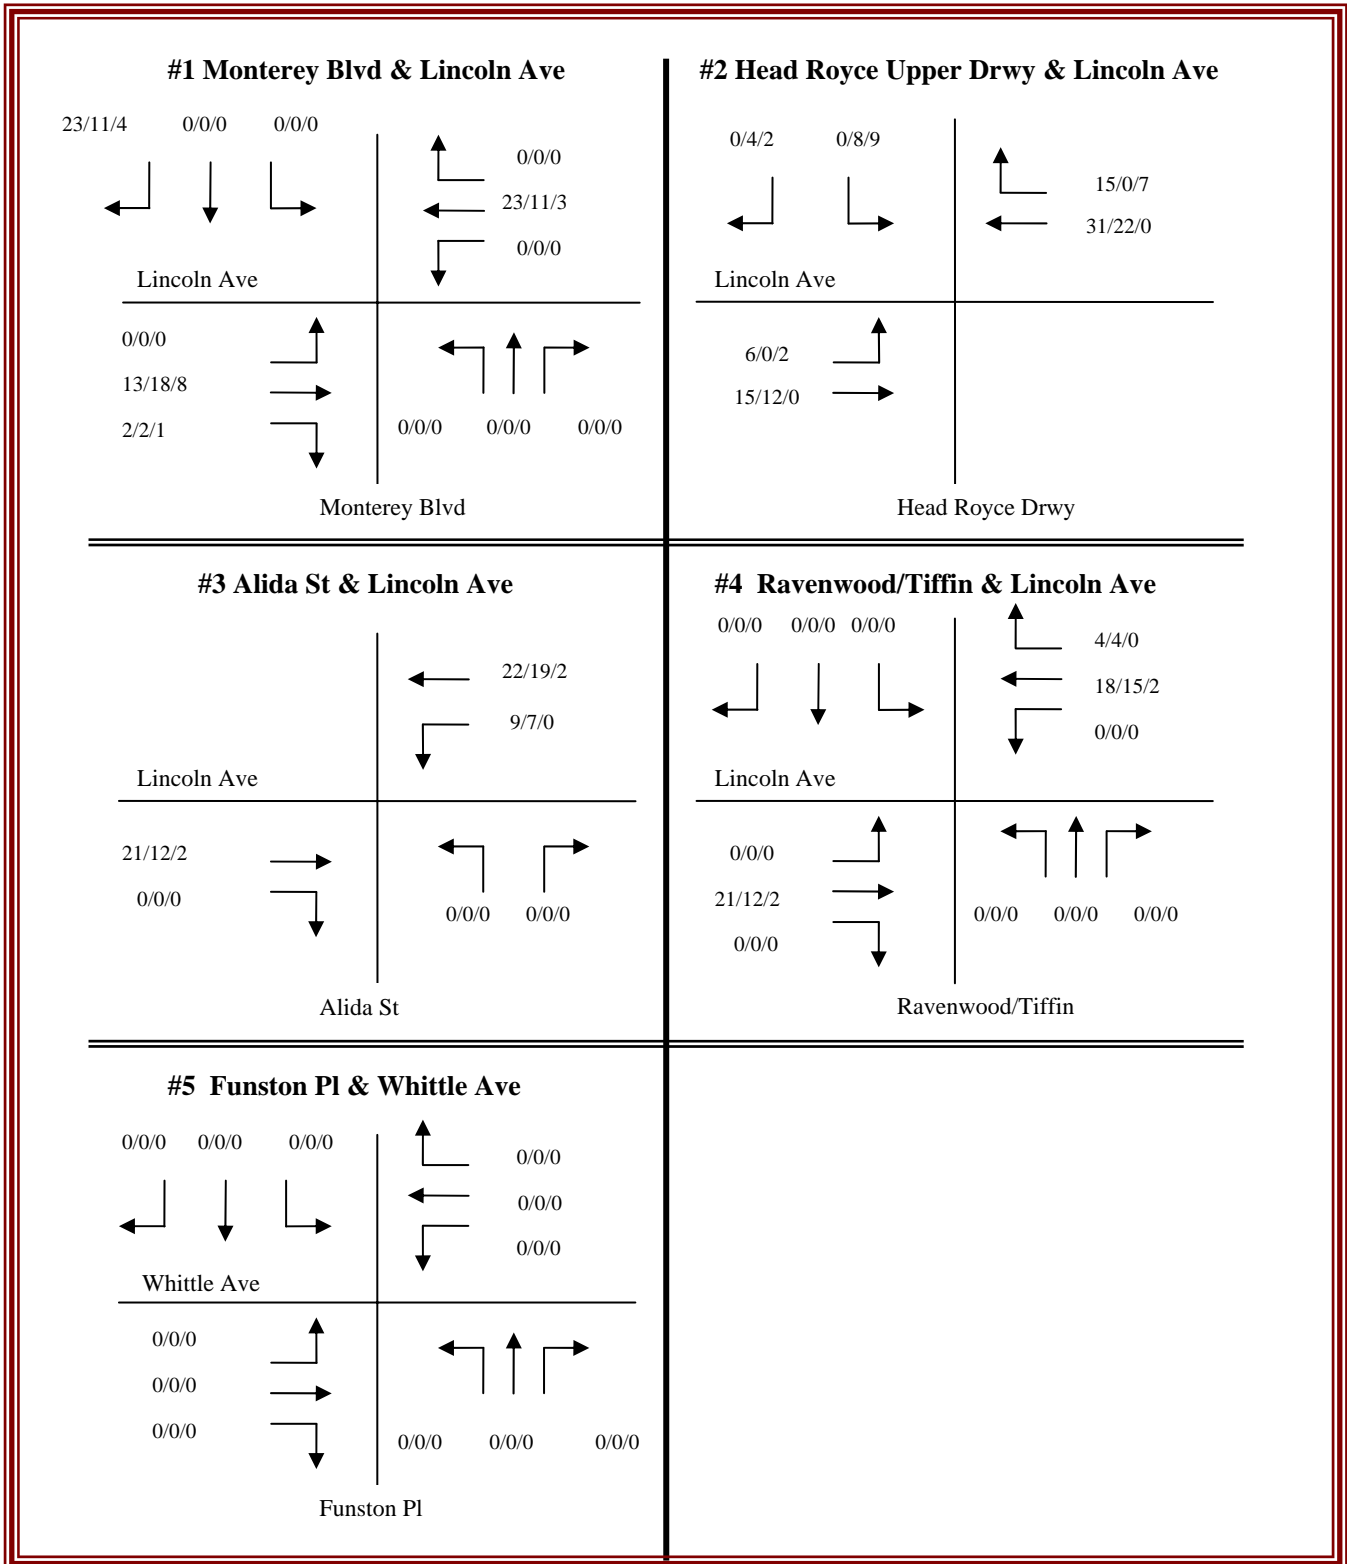 #1 Monterey Blvd & Lincoln Ave
23/11/4 0/0/0 0/0/0
0/0/0
23/11/3
0/0/0
Lincoln Ave
0/0/0
13/18/8
2/2/1
0/0/0 0/0/0 0/0/0
Monterey Blvd
#2 Head Royce Upper Drwy & Lincoln Ave
0/4/2 0/8/9
15/0/7
31/22/0
Lincoln Ave
6/0/2
15/12/0
Head Royce Drwy
#3 Alida St & Lincoln Ave
22/19/2
9/7/0
Lincoln Ave
21/12/2
0/0/0
0/0/0 0/0/0
Alida St
#4 Ravenwood/Tiffin & Lincoln Ave
0/0/0 0/0/0 0/0/0
4/4/0
18/15/2
0/0/0
Lincoln Ave
0/0/0
21/12/2
0/0/0
0/0/0 0/0/0 0/0/0
Ravenwood/Tiffin
#5 Funston Pl & Whittle Ave
0/0/0 0/0/0 0/0/0
0/0/0
0/0/0
0/0/0
Whittle Ave
0/0/0
0/0/0
0/0/0
0/0/0 0/0/0 0/0/0
Funston Pl